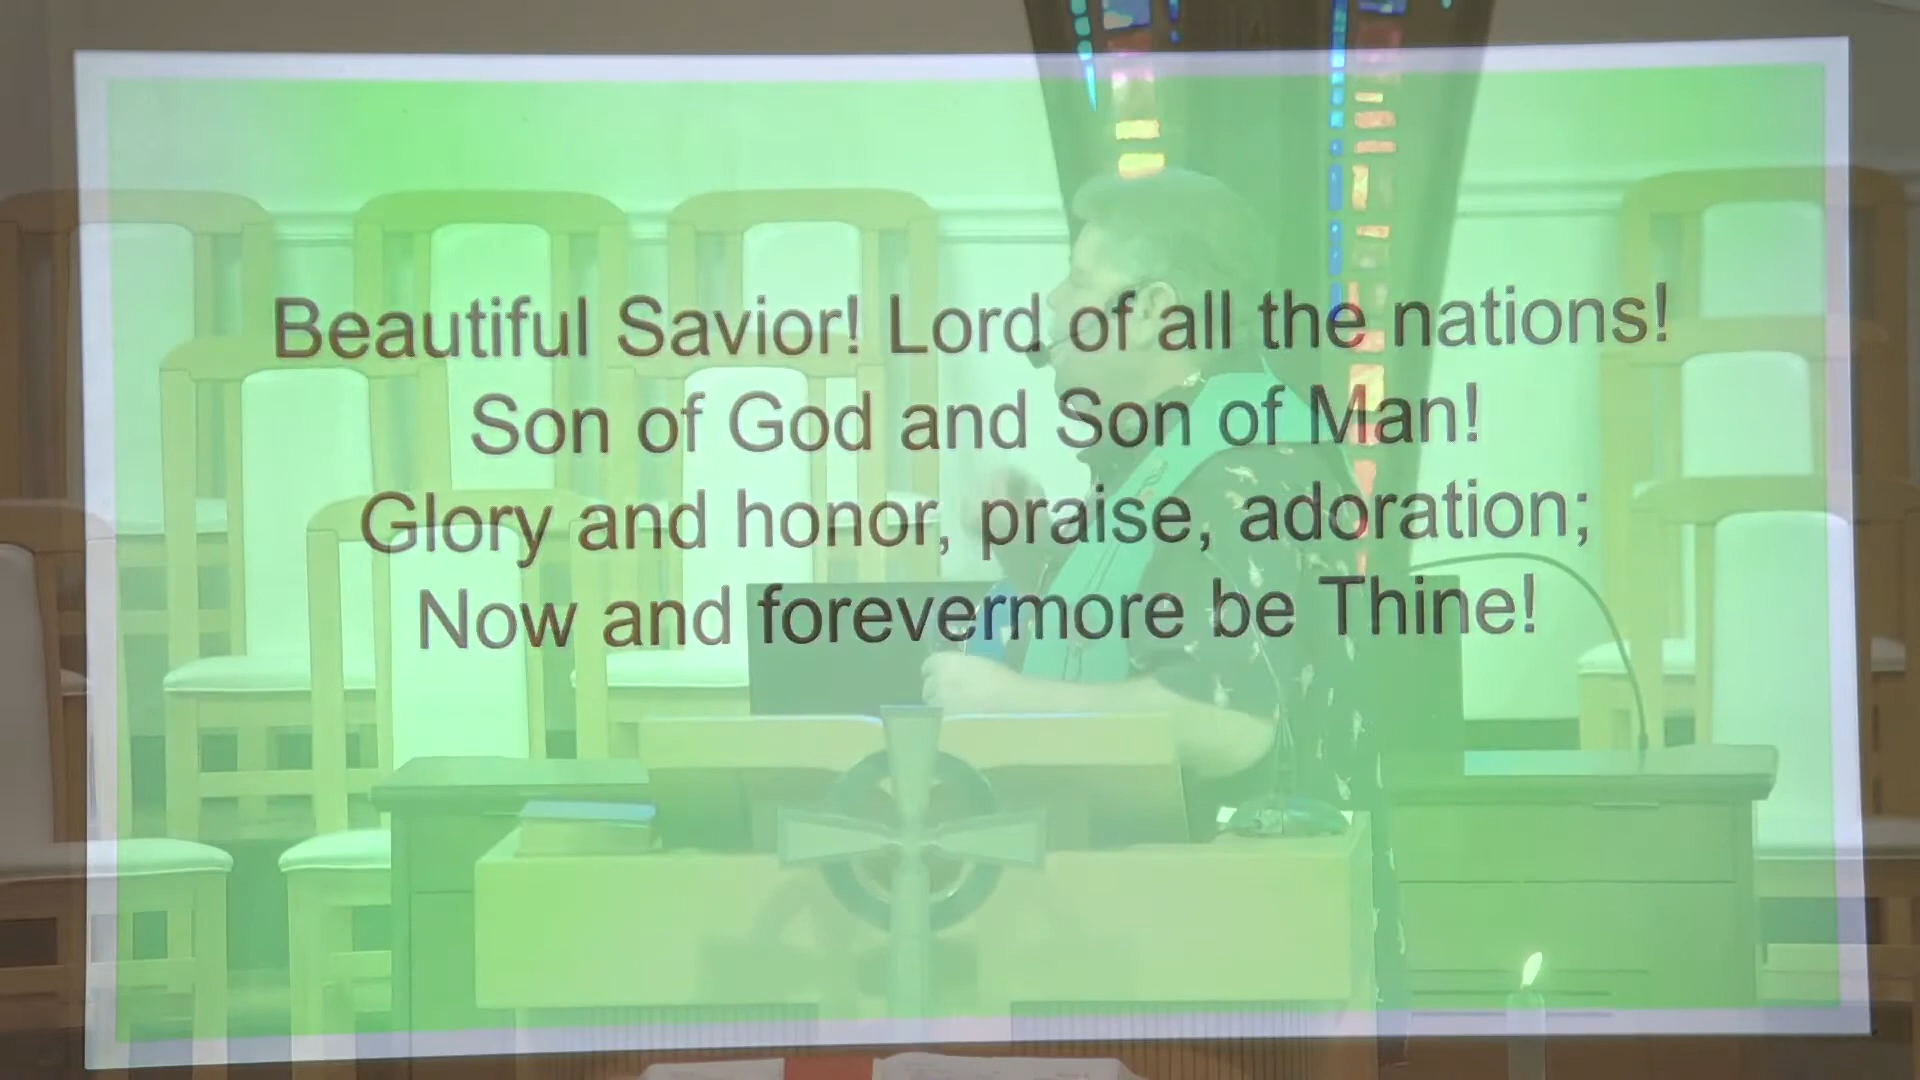 Beautiful Savior! Lord of all the nations!
Son of God and Son of Man!
Glory and honor, praise, adoration;
Now and forevermore be Thine!